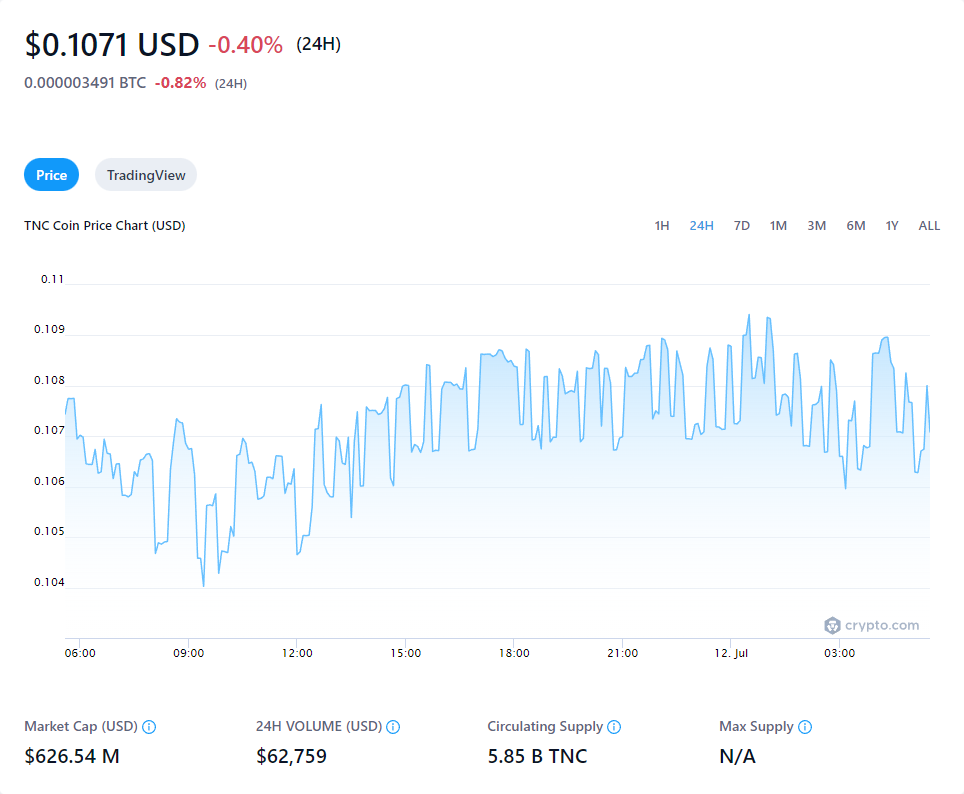 $0.1071 USD -0.40% (24H)
0.000003491 BTC -0.82% (24H)
Price TradingView
TNC Coin Price Chart (USD) 1H 24H 7D 1M 3M 6M 1Y ALL
0.11
0.109
0.108
0.107
0.106
0.105
0.104
crypto.com
06:00 09:00 12:00 15:00 18:00 21:00 12. Jul 03:00
Market Cap (USD) 24H VOLUME (USD) Circulating Supply Max Supply
$626.54 M $62,759 5.85 B TNC N/A